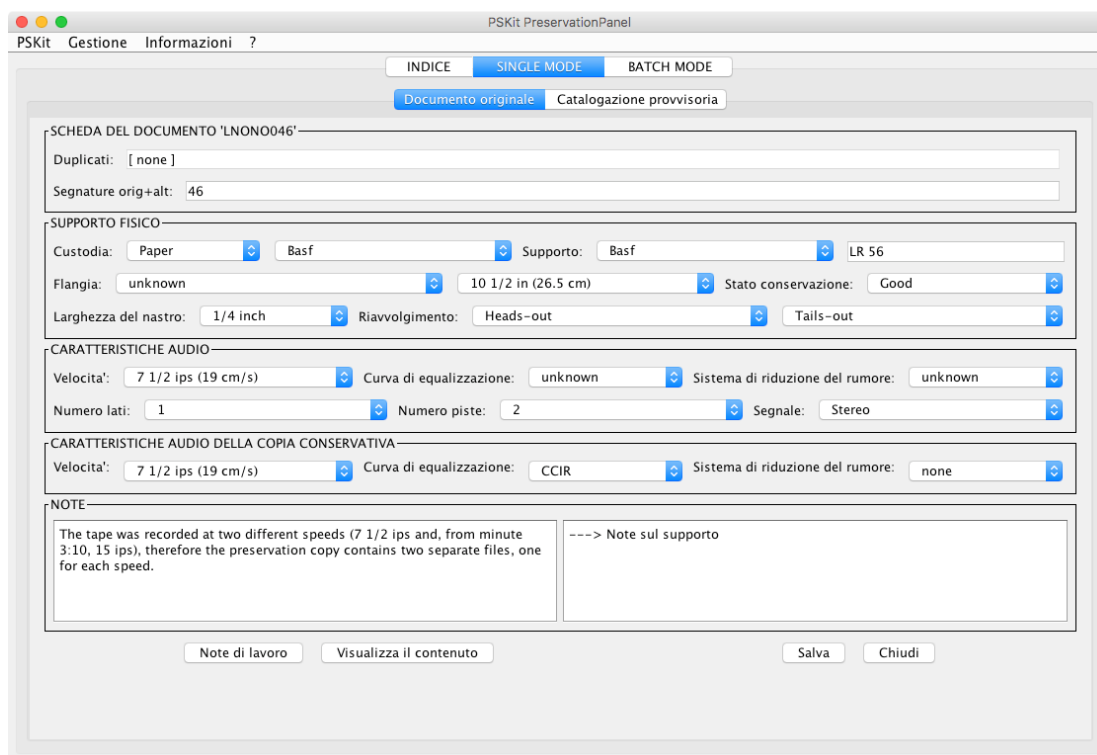 PSKit PreservationPanel
PSKit Gestione Informazioni ?
INDICE SINGLE MODE BATCH MODE
Documento originale Catalogazione provvisoria
SCHEDA DEL DOCUMENTO 'LNONO046'
Duplicati: [ none ]
Segnature orig+alt: 46
SUPPORTO FISICO
Custodia: Paper Basf Supporto: Basf LR 56
Flangia: unknown 10 1/2 in (26.5 cm) Stato conservazione: Good
Larghezza del nastro: 1/4 inch Riavvolgimento: Heads-out Tails-out
CARATTERISTICHE AUDIO
Velocita': 7 1/2 ips (19 cm/s) Curva di equalizzazione: unknown Sistema di riduzione del rumore: unknown
Numero lati: 1 Numero piste: 2 Segnale: Stereo
CARATTERISTICHE AUDIO DELLA COPIA CONSERVATIVA
Velocita': 7 1/2 ips (19 cm/s) Curva di equalizzazione: CCIR Sistema di riduzione del rumore: none
NOTE
The tape was recorded at two different speeds (7 1/2 ips and, from minute
3:10, 15 ips), therefore the preservation copy contains two separate files, one
for each speed.
---> Note sul supporto
Note di lavoro Visualizza il contenuto Salva Chiudi